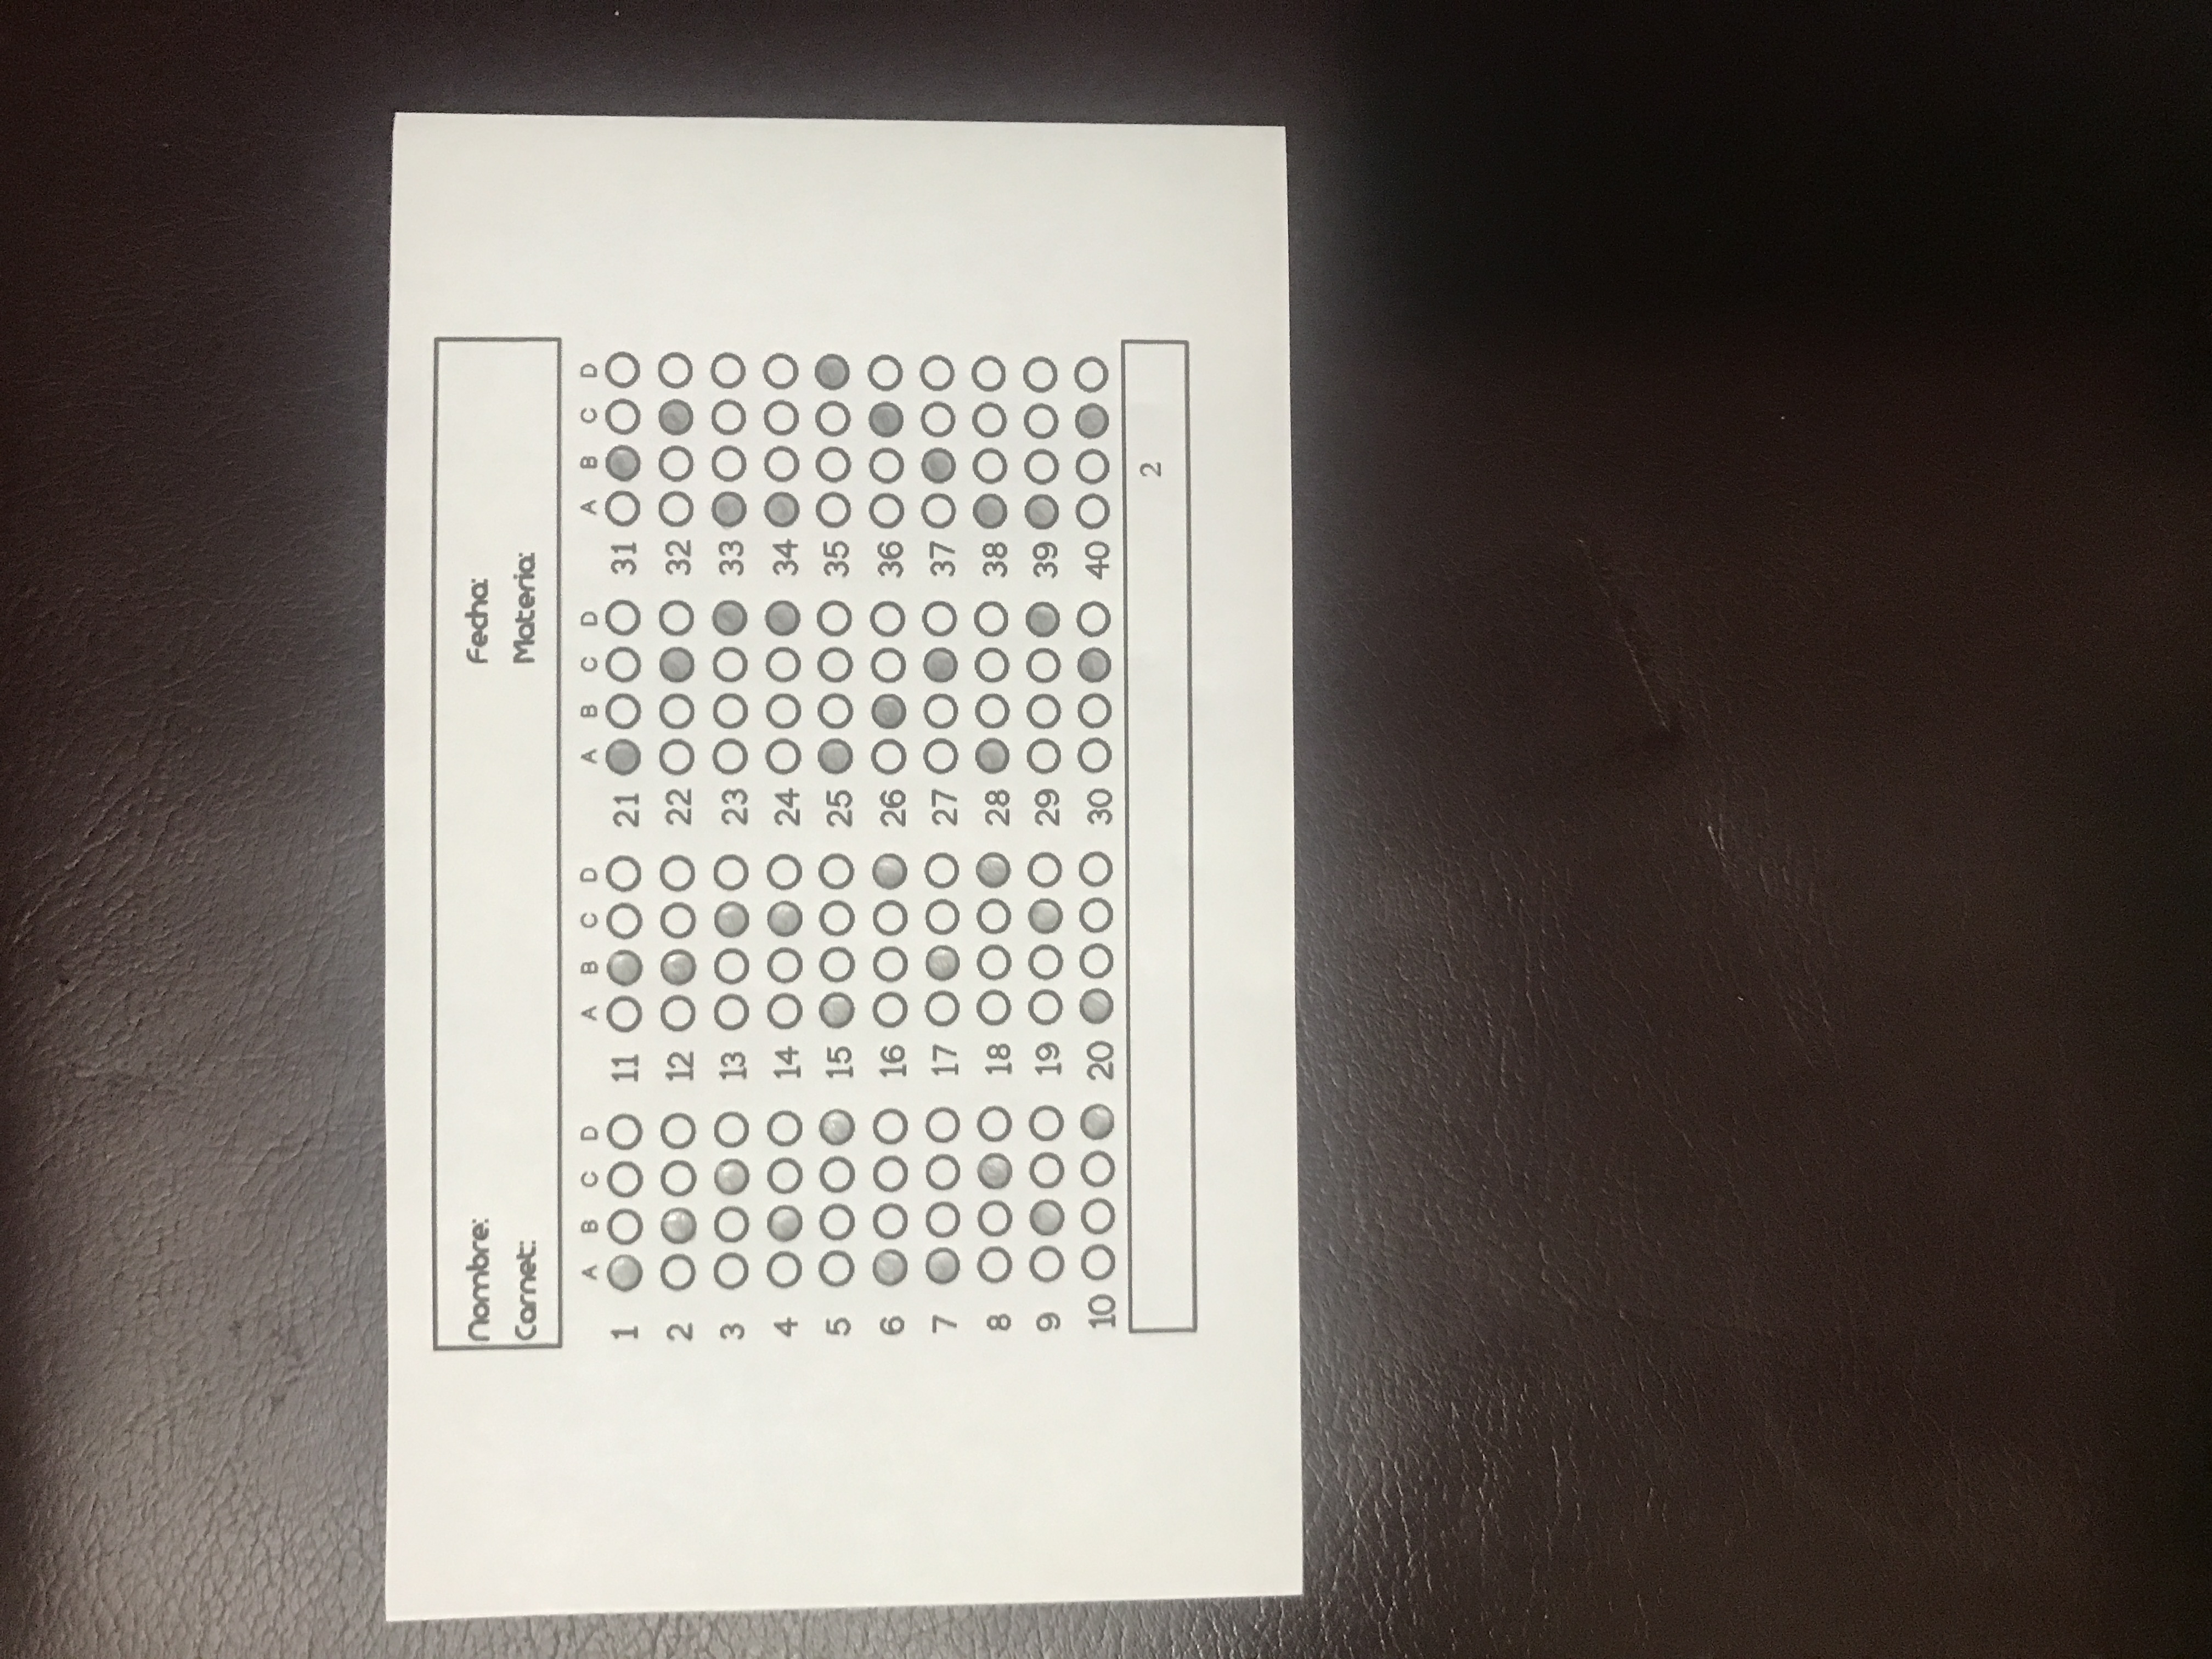 Nombre: Fecha:
Carnet: Materia:
A B C D A B C D A B C D A B C D
1 11 21 31
2 12 22 32
3 13 23 33
4 14 24 34
5 15 25 35
6 16 26 36
7 17 27 37
8 18 28 38
9 19 29 39
10 20 30 40
2